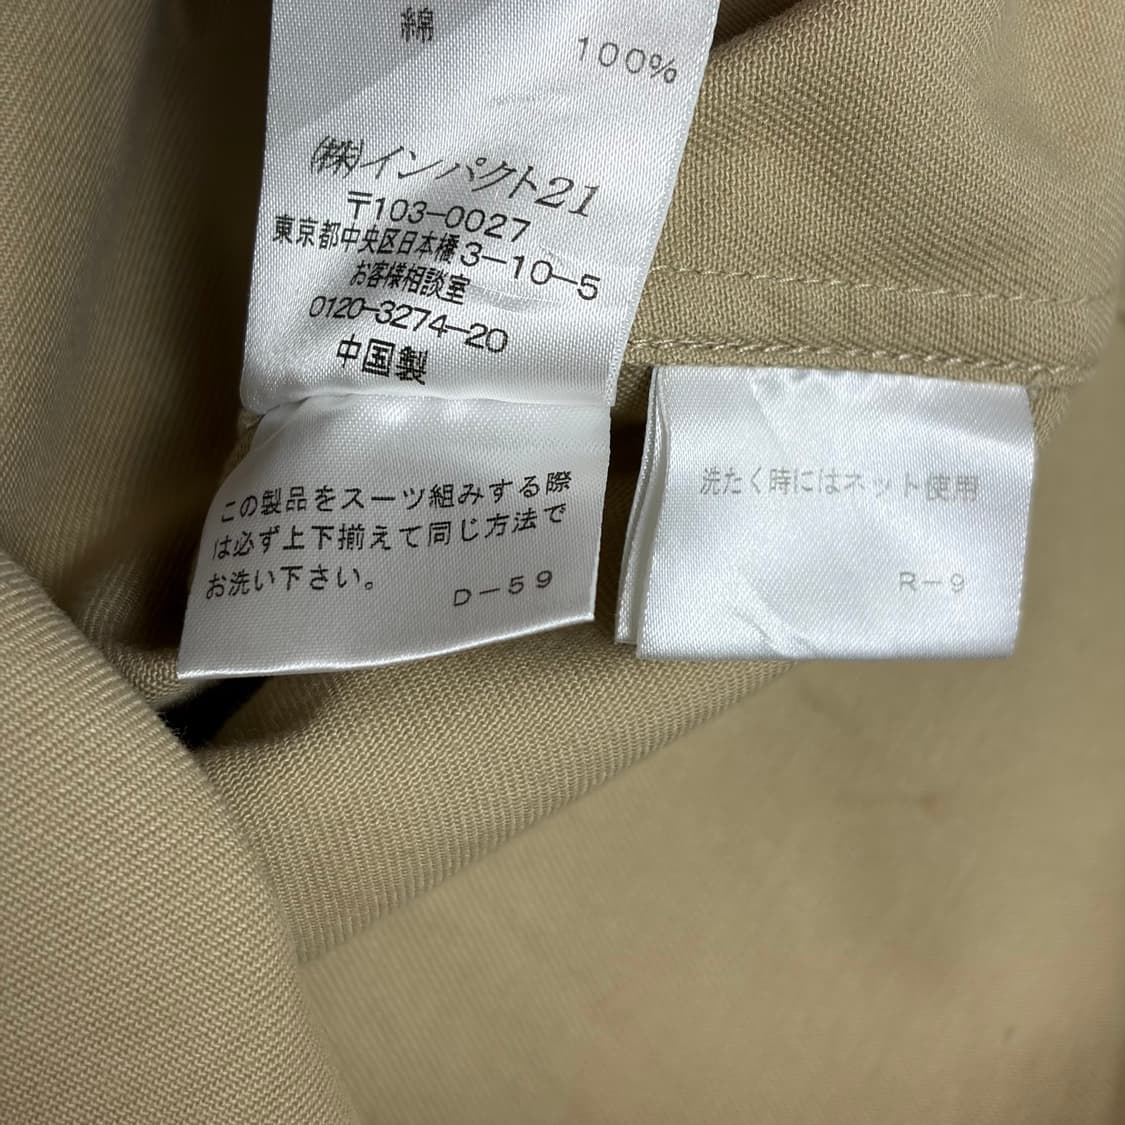 綿 100%
㈱インパクト21
〒103-0027
東京都中央区日本橋3-10-5
お客様相談室
0120-3274-20
中国製
この製品をスーツ組みする際
は必ず上下揃えて同じ方法で
お洗い下さい。
D-59
洗たく時にはネット使用
R-9